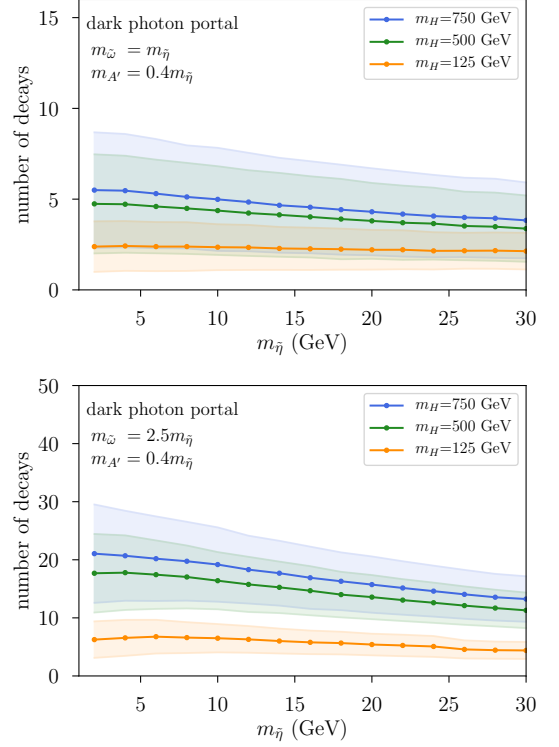 15
10
5
0
number of decays
dark photon portal
m_ω̃ = m_η̃
m_A′ = 0.4m_η̃
m_H=750 GeV
m_H=500 GeV
m_H=125 GeV
5 10 15 20 25 30
m_η̃ (GeV)
50
40
30
20
10
0
number of decays
dark photon portal
m_ω̃ = 2.5m_η̃
m_A′ = 0.4m_η̃
m_H=750 GeV
m_H=500 GeV
m_H=125 GeV
5 10 15 20 25 30
m_η̃ (GeV)